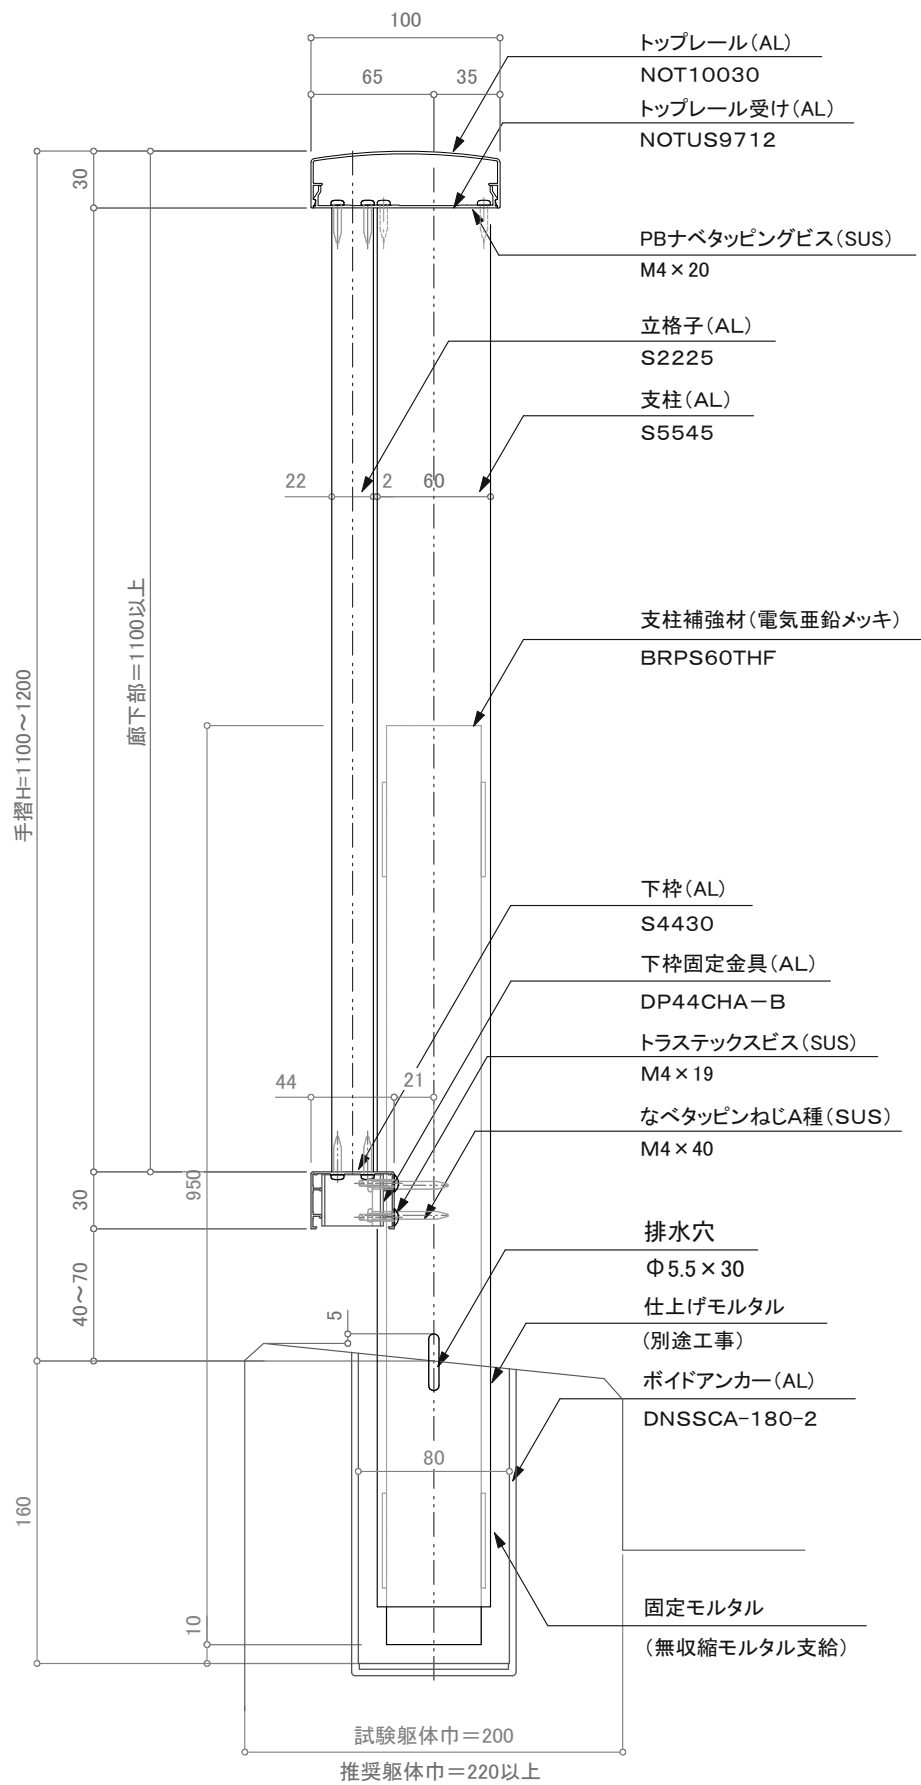 100
65
35
トップレール(AL)
NOT10030
トップレール受け(AL)
NOTUS9712
30
PBナベタッピングビス(SUS)
M4×20
立格子(AL)
S2225
支柱(AL)
S5545
22
2
60
廊下部=1100以上
手摺H=1100~1200
支柱補強材(電気亜鉛メッキ)
BRPS60THF
下枠(AL)
S4430
下枠固定金具(AL)
DP44CHA-B
トラステックスビス(SUS)
M4×19
44
21
なベタッピンねじA種(SUS)
M4×40
950
30
40~70
5
排水穴
Φ5.5×30
仕上げモルタル
(別途工事)
ボイドアンカー(AL)
DNSSCA-180-2
80
160
10
固定モルタル
(無収縮モルタル支給)
試験躯体巾=200
推奨躯体巾=220以上